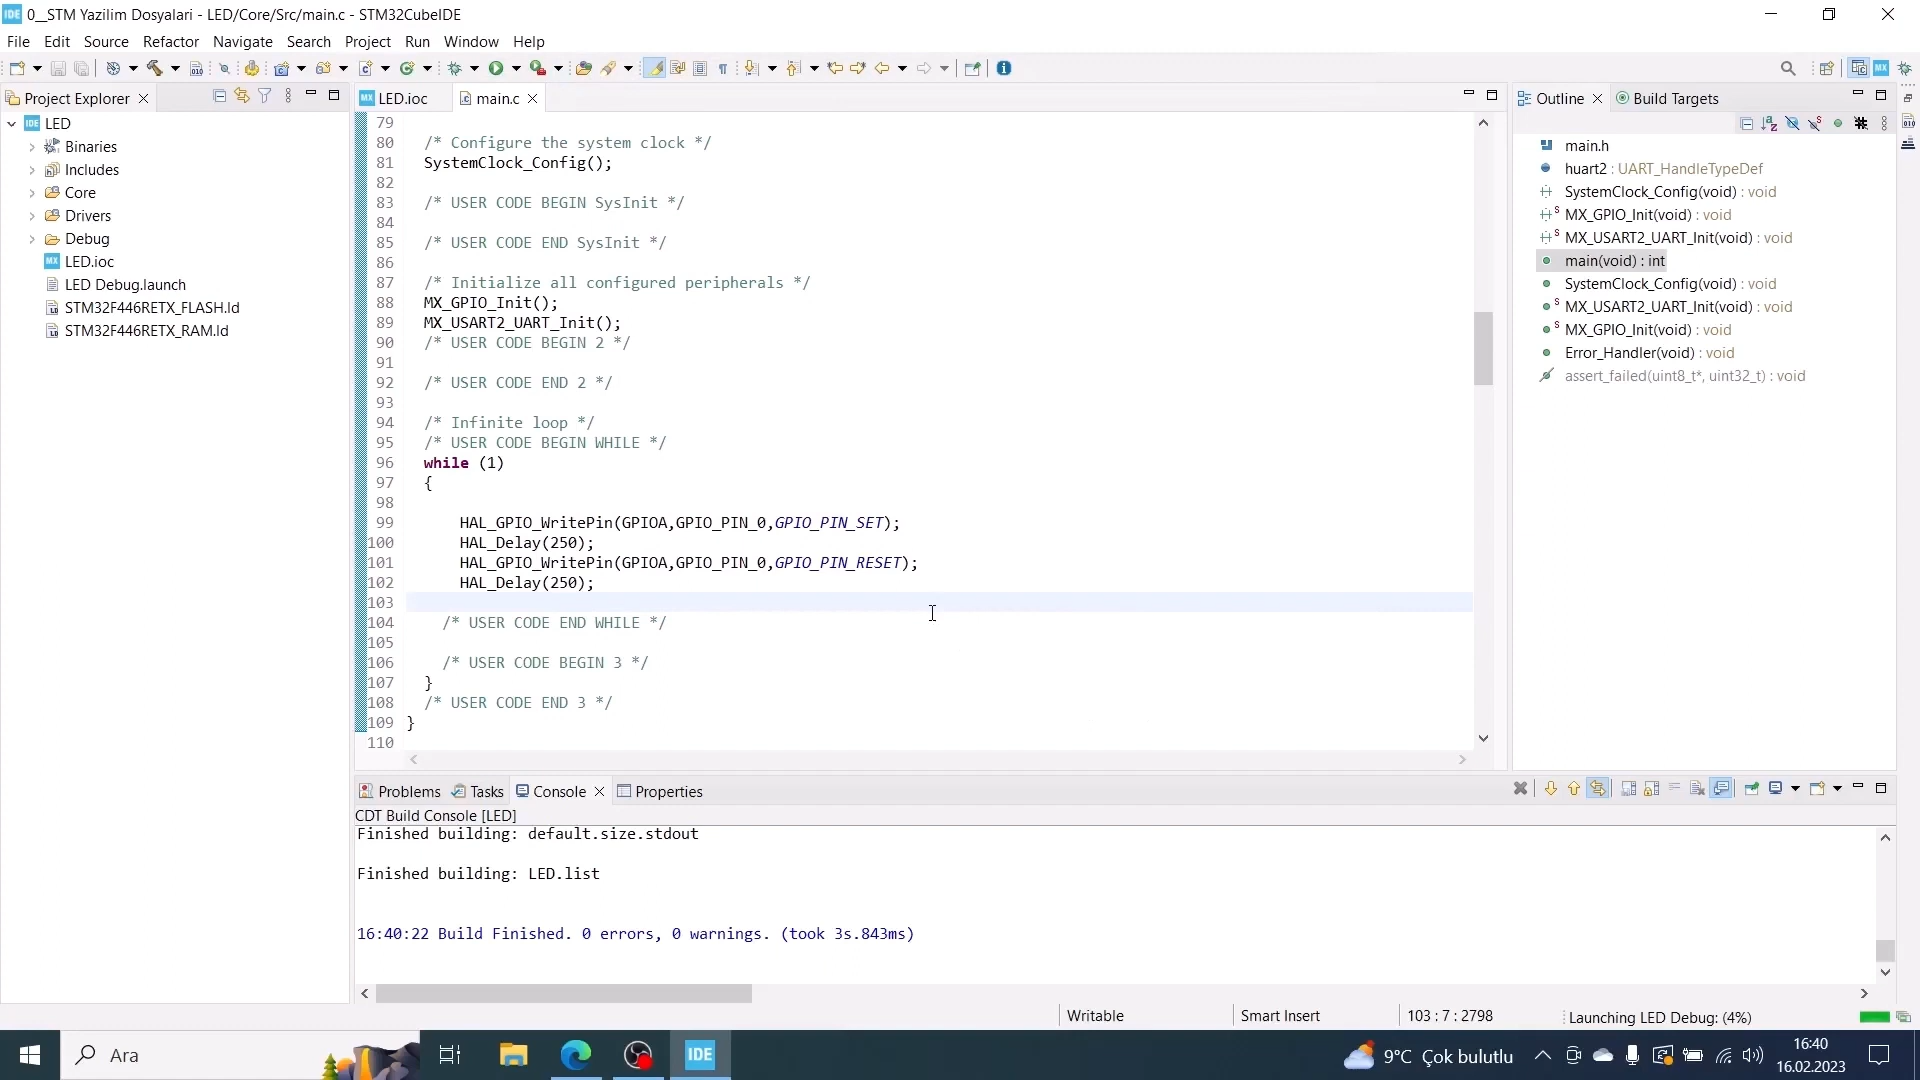 0__STM Yazilim Dosyalari - LED/Core/Src/main.c - STM32CubeIDE
File Edit Source Refactor Navigate Search Project Run Window Help
Project Explorer
LED
Binaries
Includes
Core
Drivers
Debug
LED.ioc
LED Debug.launch
STM32F446RETX_FLASH.ld
STM32F446RETX_RAM.ld
LED.ioc main.c
79
80 /* Configure the system clock */
81 SystemClock_Config();
82
83 /* USER CODE BEGIN SysInit */
84
85 /* USER CODE END SysInit */
86
87 /* Initialize all configured peripherals */
88 MX_GPIO_Init();
89 MX_USART2_UART_Init();
90 /* USER CODE BEGIN 2 */
91
92 /* USER CODE END 2 */
93
94 /* Infinite loop */
95 /* USER CODE BEGIN WHILE */
96 while (1)
97 {
98
99 HAL_GPIO_WritePin(GPIOA,GPIO_PIN_0,GPIO_PIN_SET);
100 HAL_Delay(250);
101 HAL_GPIO_WritePin(GPIOA,GPIO_PIN_0,GPIO_PIN_RESET);
102 HAL_Delay(250);
103
104 /* USER CODE END WHILE */
105
106 /* USER CODE BEGIN 3 */
107 }
108 /* USER CODE END 3 */
109 }
110
Outline Build Targets
main.h
huart2 : UART_HandleTypeDef
SystemClock_Config(void) : void
MX_GPIO_Init(void) : void
MX_USART2_UART_Init(void) : void
main(void) : int
SystemClock_Config(void) : void
MX_USART2_UART_Init(void) : void
MX_GPIO_Init(void) : void
Error_Handler(void) : void
assert_failed(uint8_t*, uint32_t) : void
Problems Tasks Console Properties
CDT Build Console [LED]
Finished building: default.size.stdout
Finished building: LED.list
16:40:22 Build Finished. 0 errors, 0 warnings. (took 3s.843ms)
Writable Smart Insert 103 : 7 : 2798 Launching LED Debug: (4%)
Ara
IDE
9°C Çok bulutlu
16:40
16.02.2023